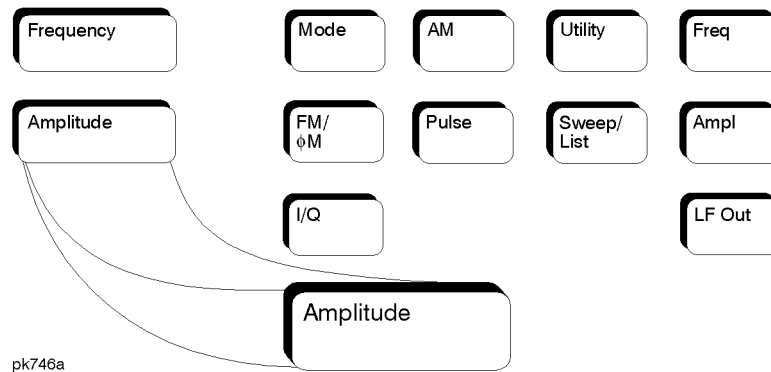 Frequency
Mode
AM
Utility
Freq
Amplitude
FM/
ϕM
Pulse
Sweep/
List
Ampl
I/Q
LF Out
Amplitude
pk746a